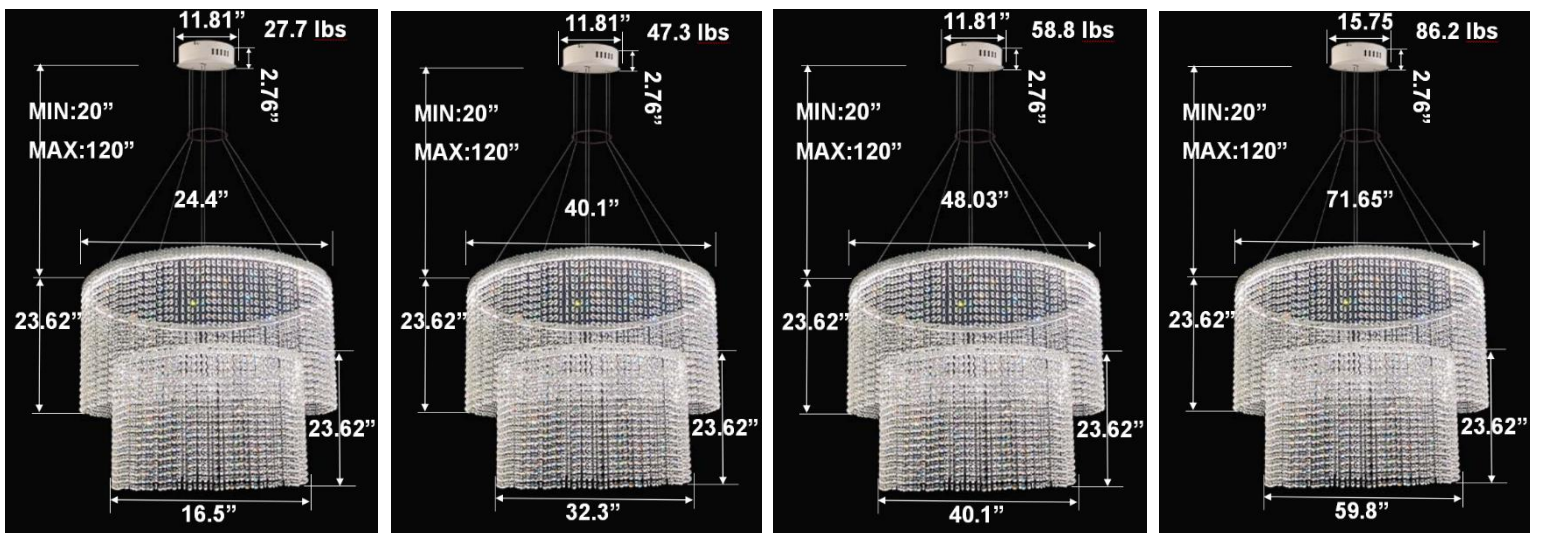 11.81” 27.7 lbs
2.76”
MIN:20”
MAX:120”
24.4”
23.62”
23.62”
16.5”
11.81” 47.3 lbs
2.76”
MIN:20”
MAX:120”
40.1”
23.62”
23.62”
32.3”
11.81” 58.8 lbs
2.76”
MIN:20”
MAX:120”
48.03”
23.62”
23.62”
40.1”
15.75 86.2 lbs
2.76”
MIN:20”
MAX:120”
71.65”
23.62”
23.62”
59.8”